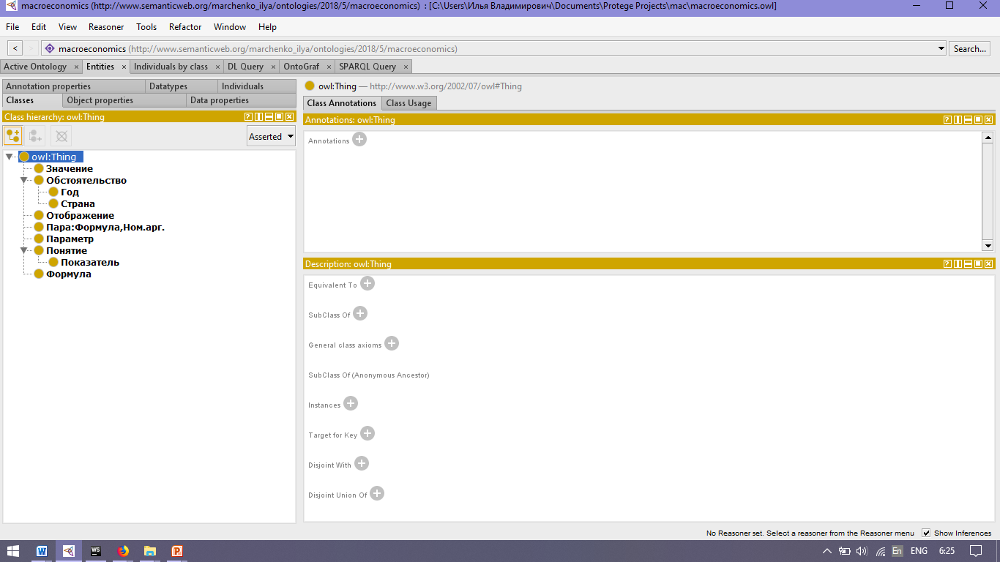 macroeconomics (http://www.semanticweb.org/marchenko_ilya/ontologies/2018/5/macroeconomics) : [C:\Users\Илья Владимирович\Documents\Protege Projects\mac\macroeconomics.owl]
File Edit View Reasoner Tools Refactor Window Help
< > macroeconomics (http://www.semanticweb.org/marchenko_ilya/ontologies/2018/5/macroeconomics) Search...
Active Ontology × Entities × Individuals by class × DL Query × OntoGraf × SPARQL Query ×
Annotation properties Datatypes Individuals
Classes Object properties Data properties
Class hierarchy: owl:Thing
Asserted
owl:Thing
Значение
Обстоятельство
Год
Страна
Отображение
Пара:Формула,Ном.арг.
Параметр
Понятие
Показатель
Формула
owl:Thing — http://www.w3.org/2002/07/owl#Thing
Class Annotations Class Usage
Annotations: owl:Thing
Annotations
Description: owl:Thing
Equivalent To
SubClass Of
General class axioms
SubClass Of (Anonymous Ancestor)
Instances
Target for Key
Disjoint With
Disjoint Union Of
No Reasoner set. Select a reasoner from the Reasoner menu Show Inferences
W WS P En ENG 6:25